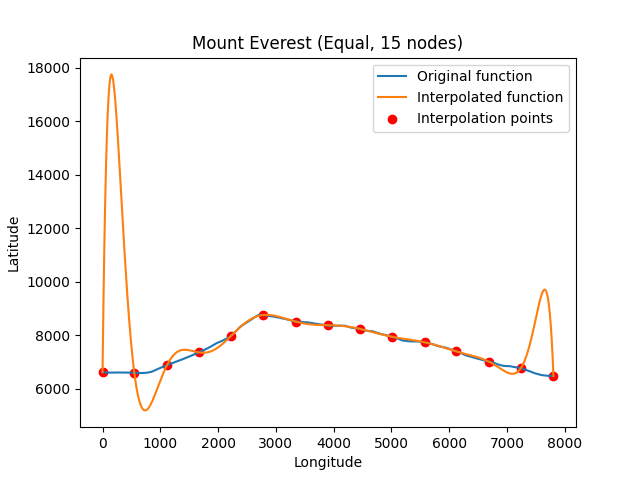 Mount Everest (Equal, 15 nodes)
Original function
Interpolated function
Interpolation points
18000
16000
14000
12000
10000
8000
6000
Latitude
0 1000 2000 3000 4000 5000 6000 7000 8000
Longitude